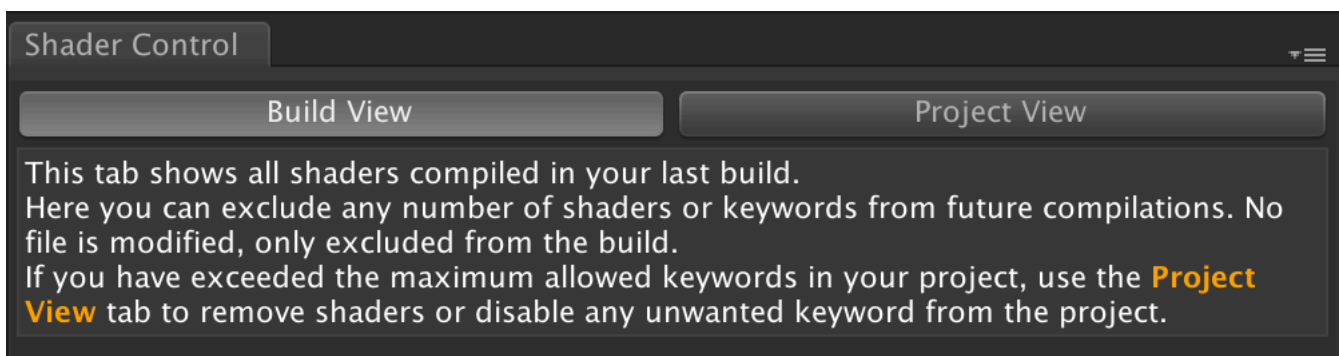 Shader Control
Build View
Project View
This tab shows all shaders compiled in your last build.
Here you can exclude any number of shaders or keywords from future compilations. No
file is modified, only excluded from the build.
If you have exceeded the maximum allowed keywords in your project, use the Project
View tab to remove shaders or disable any unwanted keyword from the project.